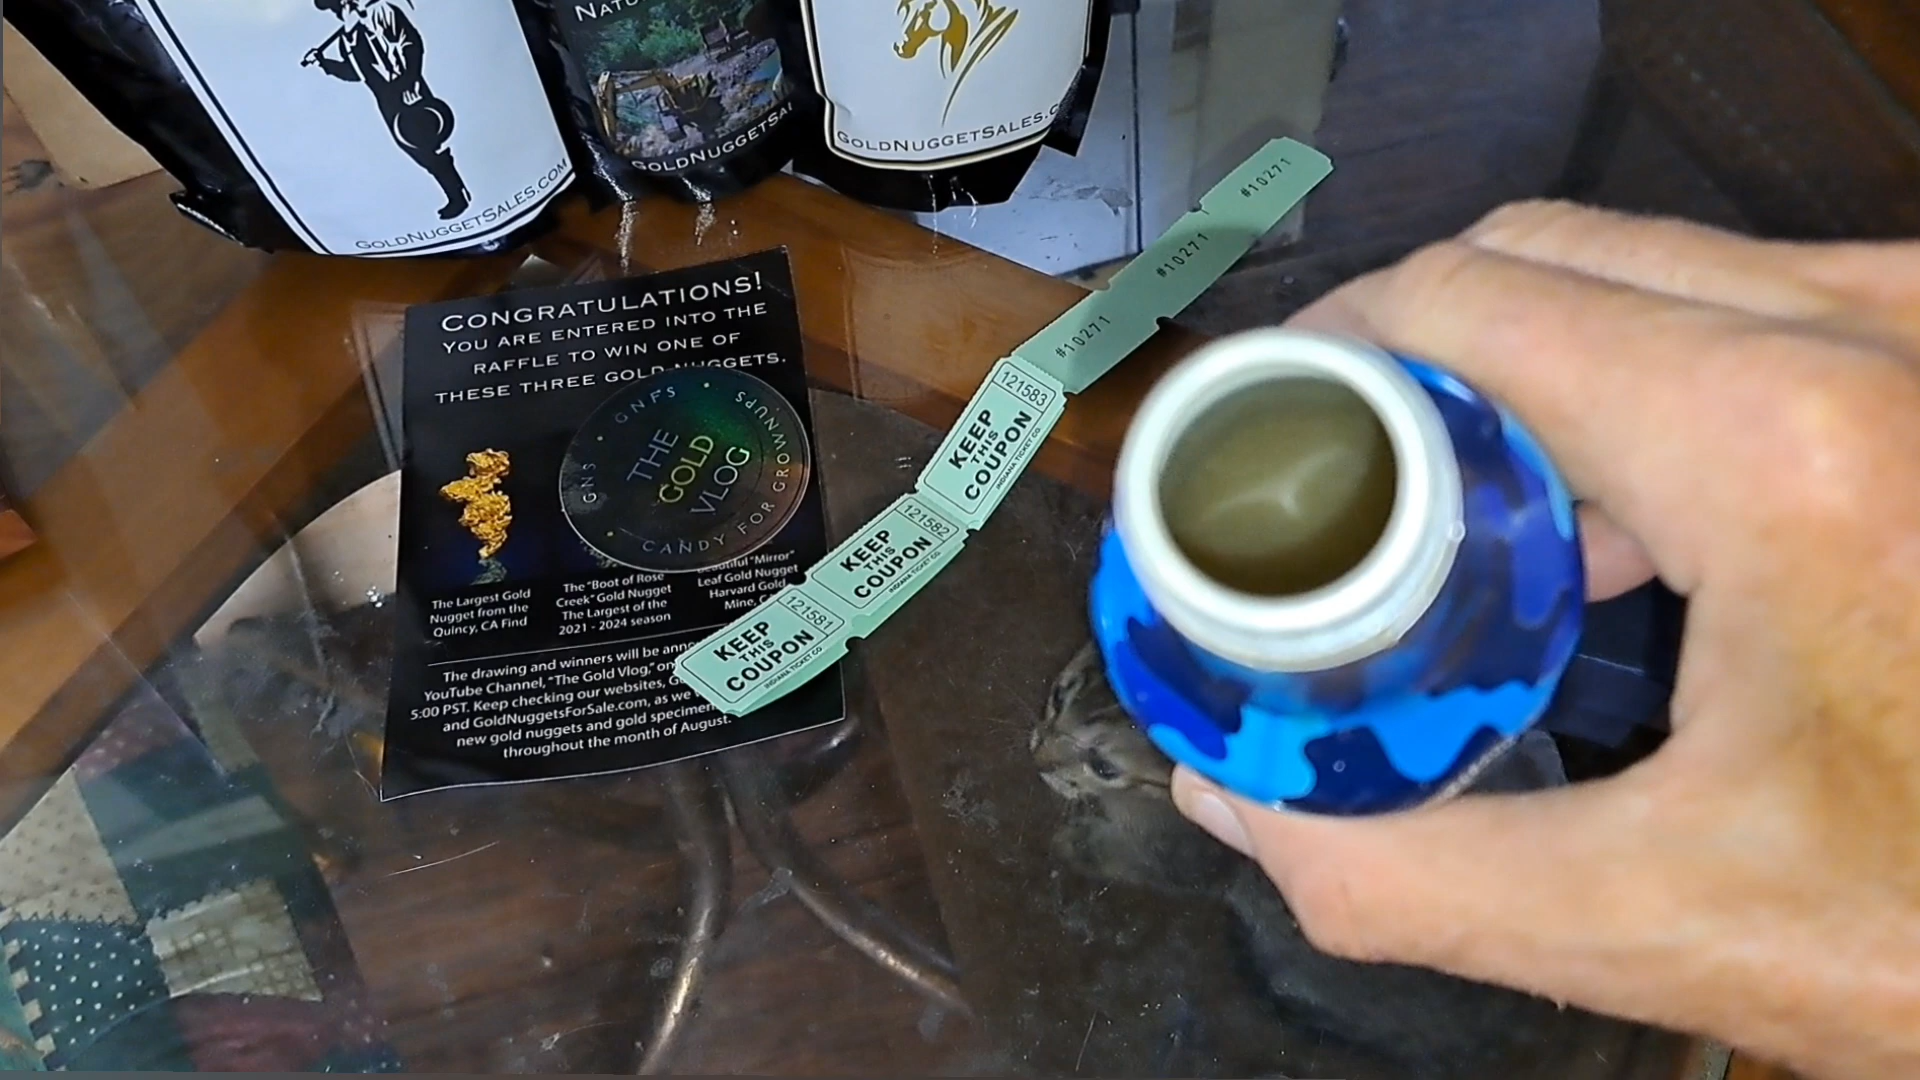 GOLDNUGGETSALES.COM
NATU
GOLDNUGGETSAL
GOLDNUGGETSALES.C
CONGRATULATIONS!
YOU ARE ENTERED INTO THE
RAFFLE TO WIN ONE OF
THESE THREE GOLD NUGGETS.
GNS • GNFS •
CANDY FOR GROWNUPS
THE
GOLD
VLOG
The Largest Gold
Nugget from the
Quincy, CA Find
The "Boot of Rose
Creek" Gold Nugget
The Largest of the
2021 - 2024 season
Beautiful "Mirror"
Leaf Gold Nugget
Harvard Gold
Mine, CA
The drawing and winners will be ann
YouTube Channel, "The Gold Vlog," on
5:00 PST. Keep checking our websites, G
and GoldNuggetsForSale.com, as we
new gold nuggets and gold specimen
throughout the month of August.
#10271
#10271
#10271
121583
KEEP
THIS
COUPON
INDIANA TICKET CO.
121582
KEEP
THIS
COUPON
INDIANA TICKET CO.
121581
KEEP
THIS
COUPON
INDIANA TICKET CO